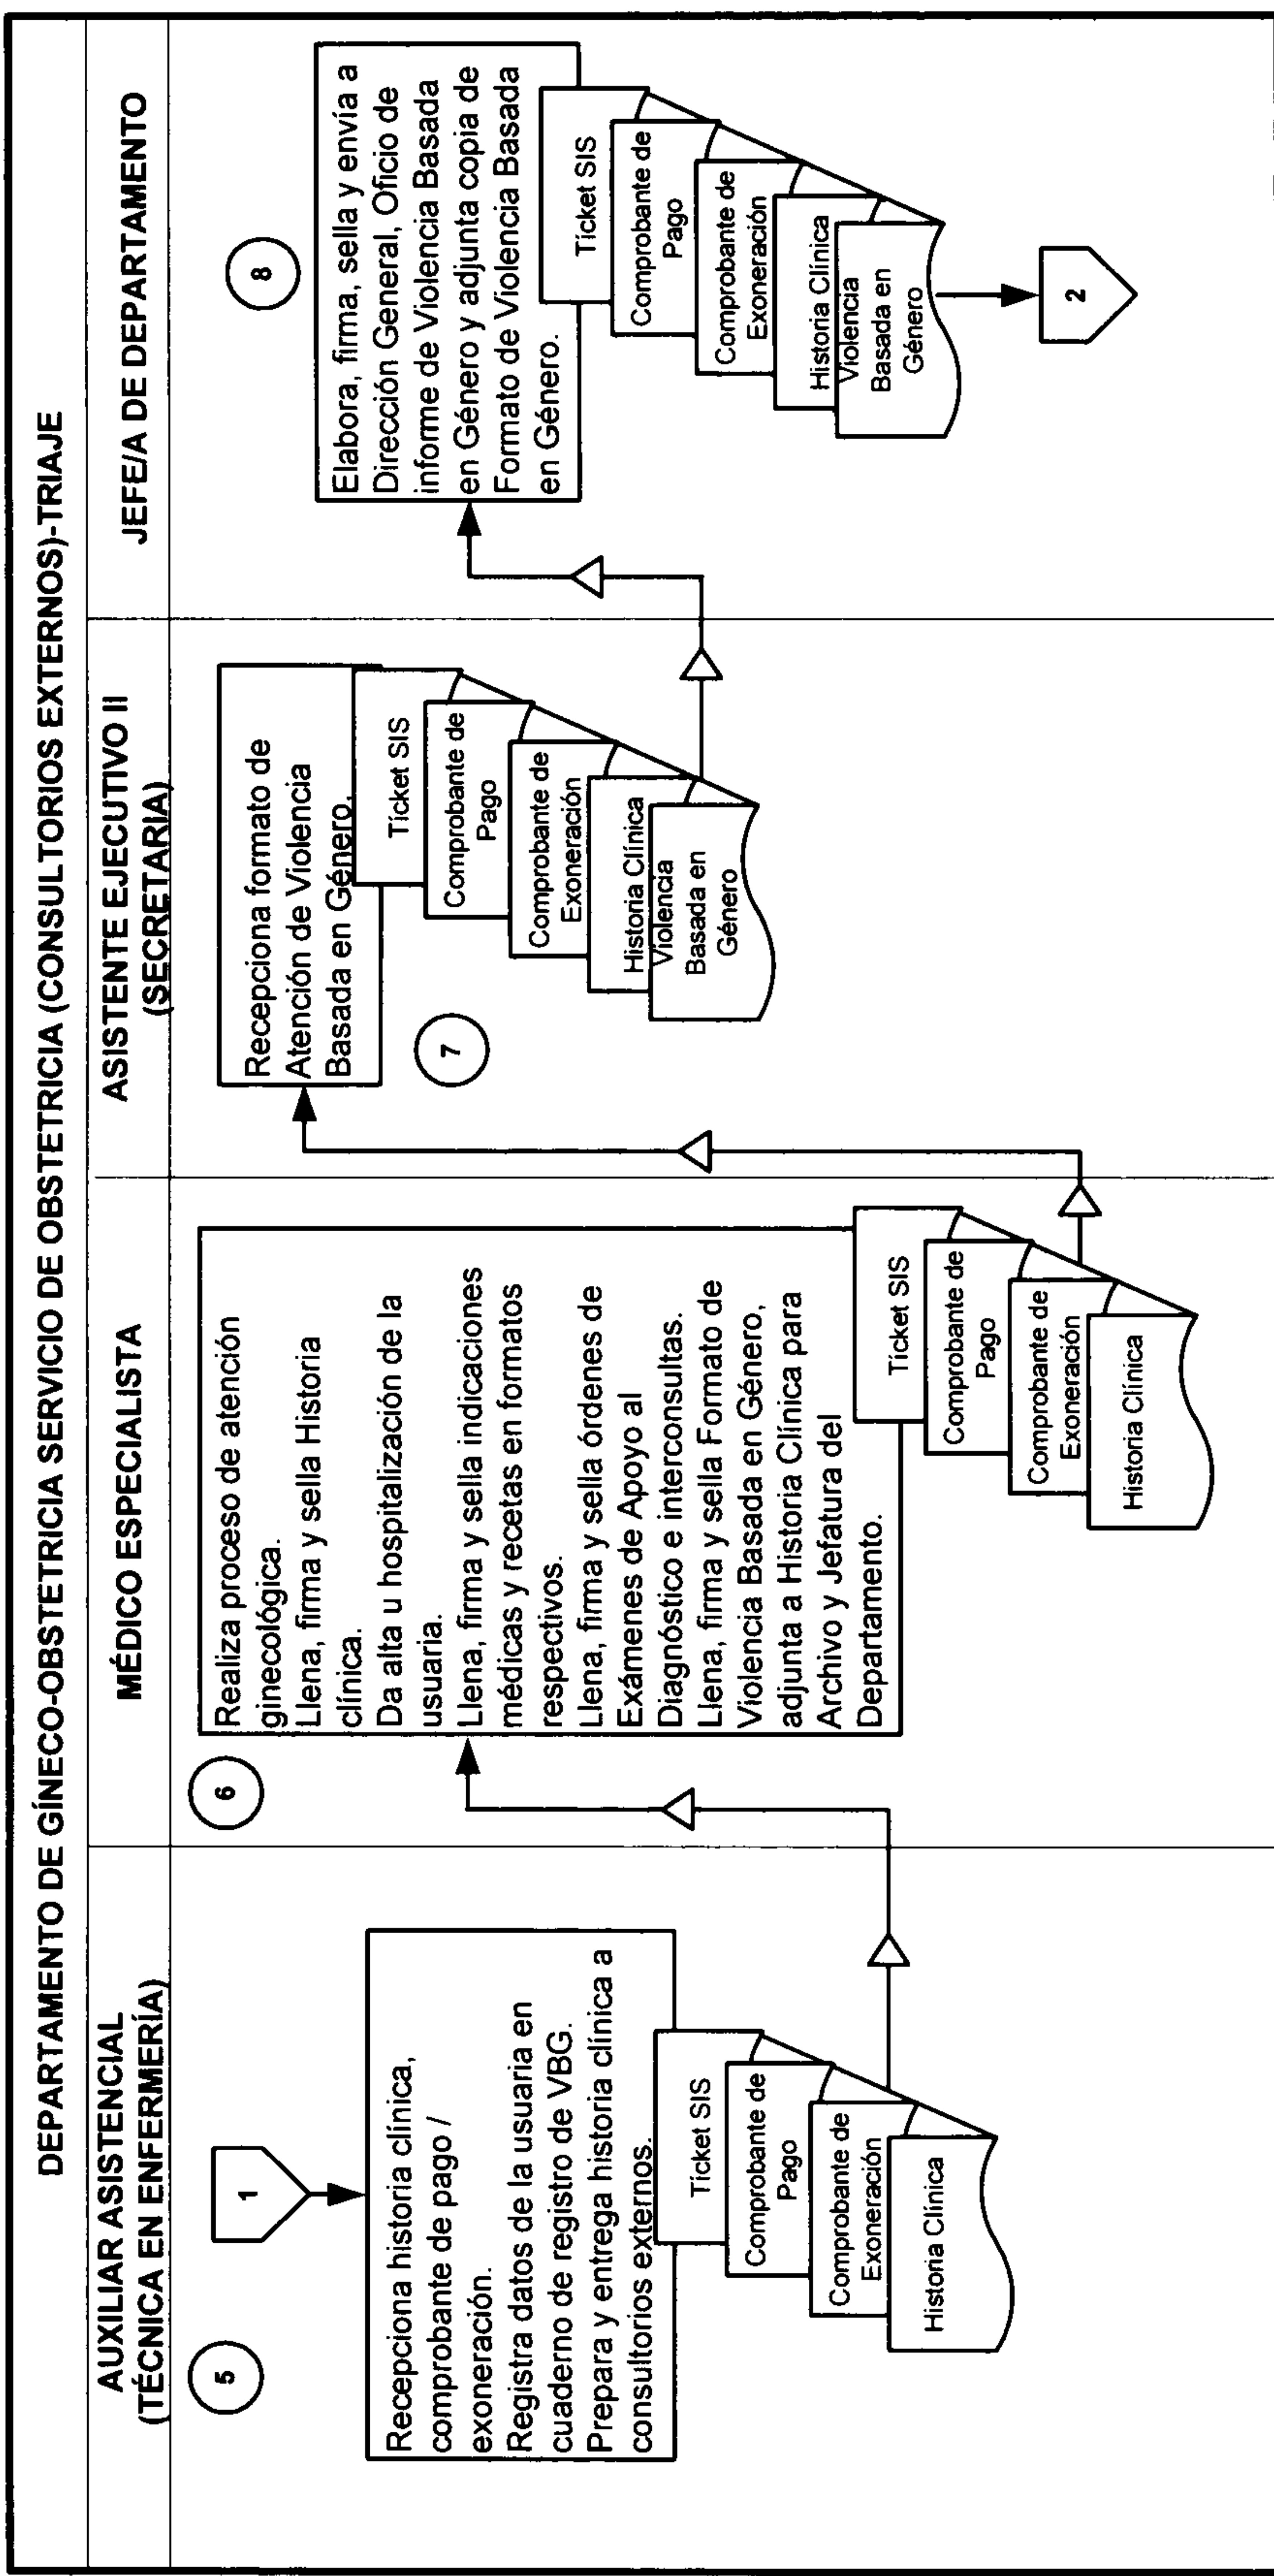 DEPARTAMENTO DE GÍNECO-OBSTETRICIA SERVICIO DE OBSTETRICIA (CONSULTORIOS EXTERNOS)-TRIAJE
AUXILIAR ASISTENCIAL
(TÉCNICA EN ENFERMERÍA)
MÉDICO ESPECIALISTA
ASISTENTE EJECUTIVO II
(SECRETARIA)
JEFE/A DE DEPARTAMENTO
5
1
Recepciona historia clínica,
comprobante de pago /
exoneración.
Registra datos de la usuaria en
cuaderno de registro de VBG.
Prepara y entrega historia clínica a
consultorios externos.
Tícket SIS
Comprobante de
Pago
Comprobante de
Exoneración
Historia Clínica
6
Realiza proceso de atención
ginecológica.
Llena, firma y sella Historia
clínica.
Da alta u hospitalización de la
usuaria.
Llena, firma y sella indicaciones
médicas y recetas en formatos
respectivos.
Llena, firma y sella órdenes de
Exámenes de Apoyo al
Diagnóstico e interconsultas.
Llena, firma y sella Formato de
Violencia Basada en Género,
adjunta a Historia Clínica para
Archivo y Jefatura del
Departamento.
Tícket SIS
Comprobante de
Pago
Comprobante de
Exoneración
Historia Clínica
7
Recepciona formato de
Atención de Violencia
Basada en Género.
Tícket SIS
Comprobante de
Pago
Comprobante de
Exoneración
Historia Clínica
Violencia
Basada en
Género
8
Elabora, firma, sella y envía a
Dirección General, Oficio de
informe de Violencia Basada
en Género y adjunta copia de
Formato de Violencia Basada
en Género.
Tícket SIS
Comprobante de
Pago
Comprobante de
Exoneración
Historia Clínica
Violencia
Basada en
Género
2